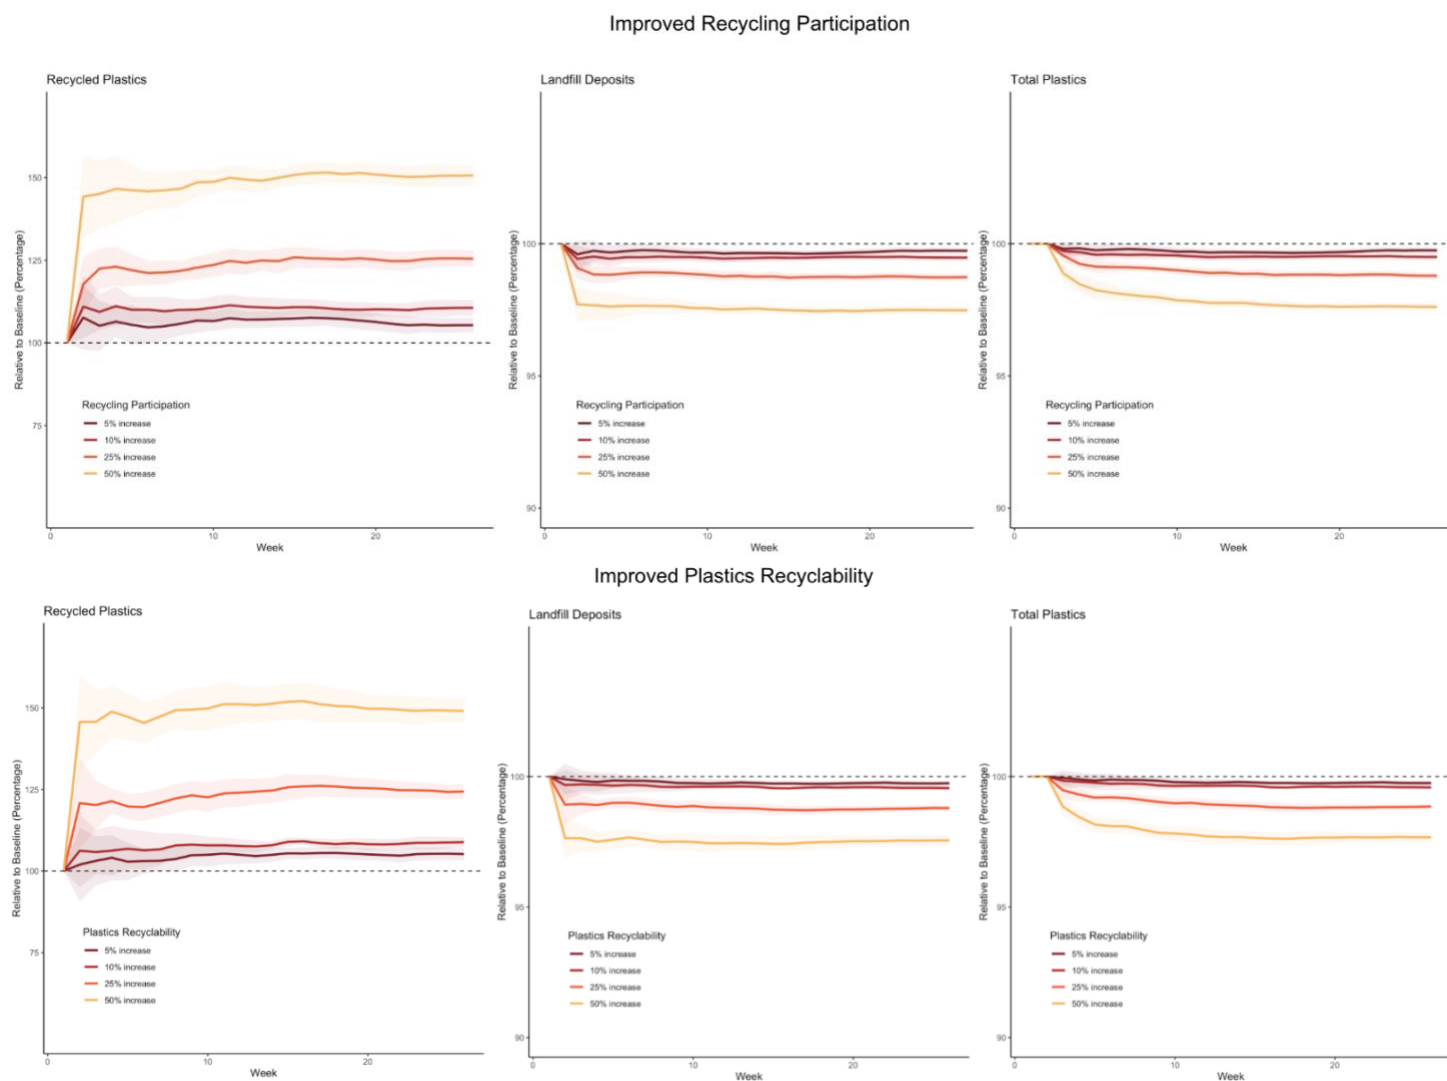 Improved Recycling Participation
Recycled Plastics
Relative to Baseline (Percentage)
150
125
100
75
Recycling Participation
5% increase
10% increase
25% increase
50% increase
0
10
20
Week
Landfill Deposits
Relative to Baseline (Percentage)
100
95
90
Recycling Participation
5% increase
10% increase
25% increase
50% increase
0
10
20
Week
Total Plastics
Relative to Baseline (Percentage)
100
95
90
Recycling Participation
5% increase
10% increase
25% increase
50% increase
0
10
20
Week
Improved Plastics Recyclability
Recycled Plastics
Relative to Baseline (Percentage)
150
125
100
75
Plastics Recyclability
5% increase
10% increase
25% increase
50% increase
0
10
20
Week
Landfill Deposits
Relative to Baseline (Percentage)
100
95
90
Plastics Recyclability
5% increase
10% increase
25% increase
50% increase
0
10
20
Week
Total Plastics
Relative to Baseline (Percentage)
100
95
90
Plastics Recyclability
5% increase
10% increase
25% increase
50% increase
0
10
20
Week